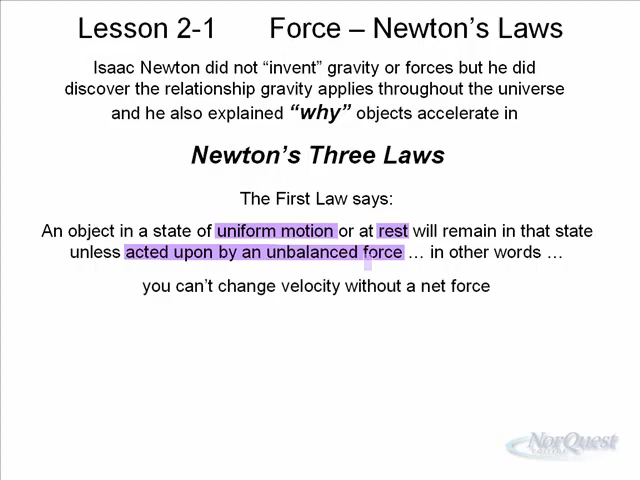 Lesson 2-1 Force – Newton’s Laws
Isaac Newton did not “invent” gravity or forces but he did
discover the relationship gravity applies throughout the universe
and he also explained “why” objects accelerate in
Newton’s Three Laws
The First Law says:
An object in a state of uniform motion or at rest will remain in that state
unless acted upon by an unbalanced force … in other words …
you can’t change velocity without a net force
NorQuest